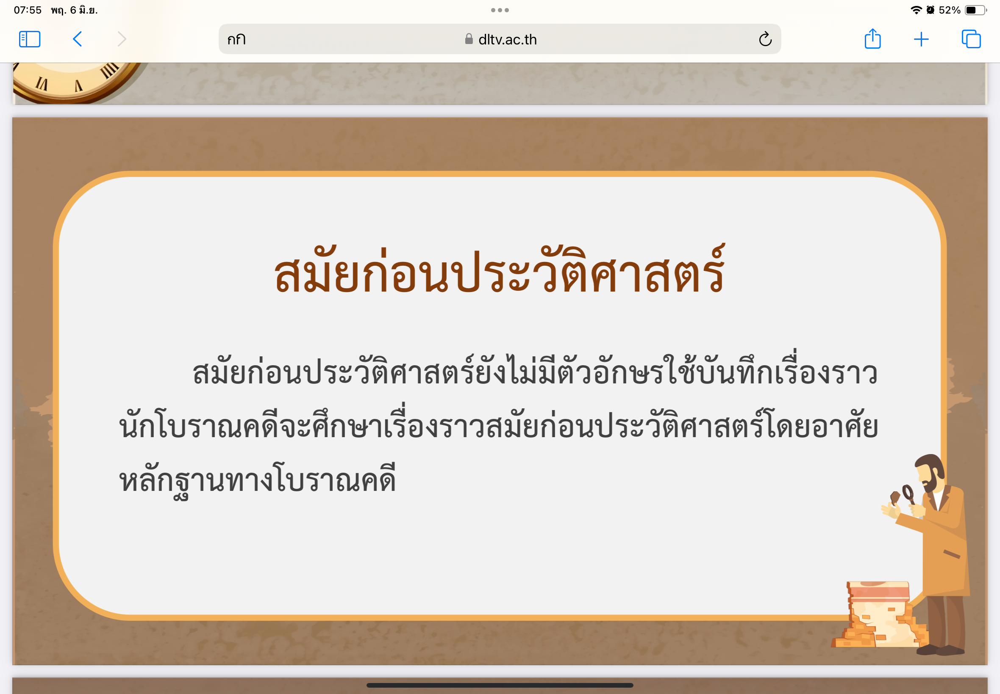 07:55 พฤ. 6 มิ.ย.
52%
กก
dltv.ac.th
VI V IIII
สมัยก่อนประวัติศาสตร์
สมัยก่อนประวัติศาสตร์ยังไม่มีตัวอักษรใช้บันทึกเรื่องราว
นักโบราณคดีจะศึกษาเรื่องราวสมัยก่อนประวัติศาสตร์โดยอาศัย
หลักฐานทางโบราณคดี